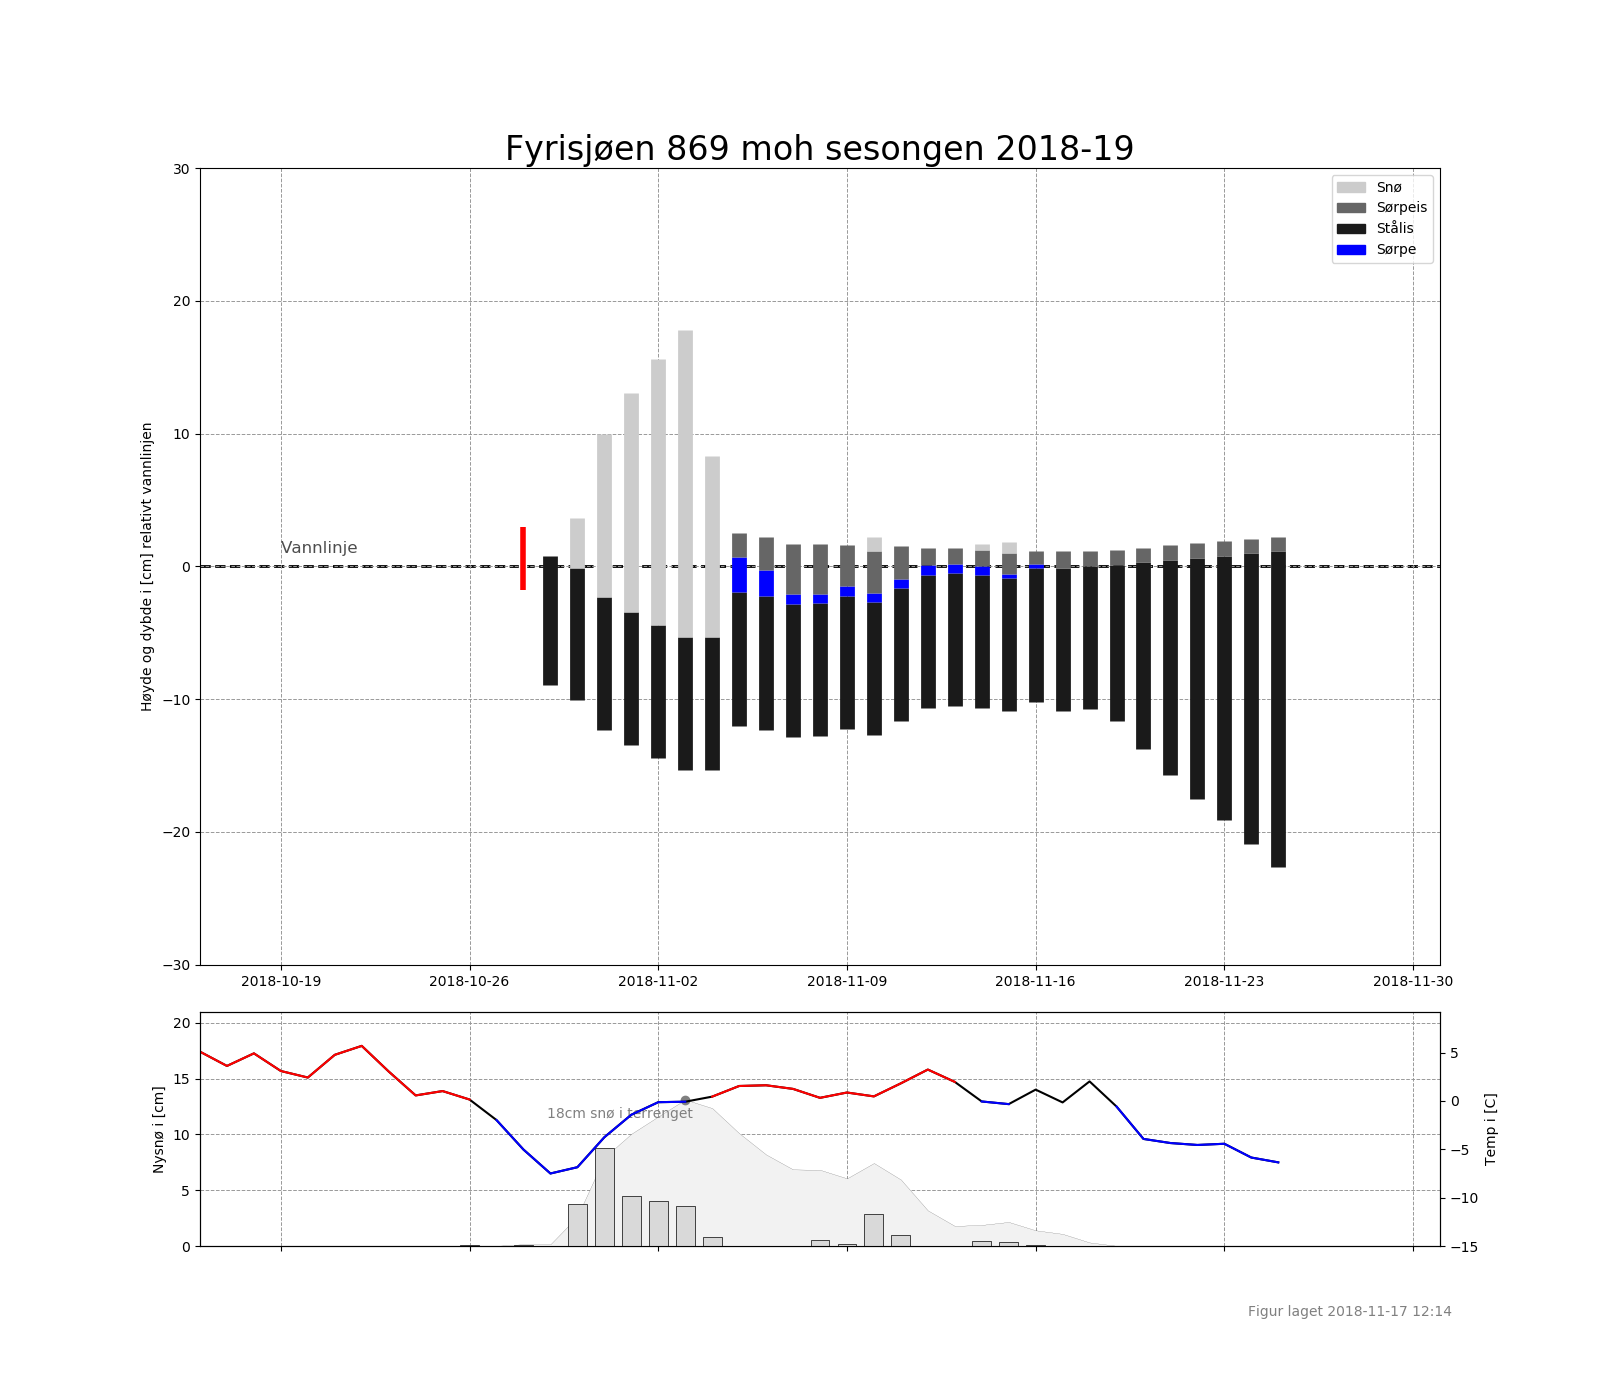 Fyrisjøen 869 moh sesongen 2018-19
30
20
10
0
−10
−20
−30
Høyde og dybde i [cm] relativt vannlinjen
Vannlinje
Snø
Sørpeis
Stålis
Sørpe
2018-10-19 2018-10-26 2018-11-02 2018-11-09 2018-11-16 2018-11-23 2018-11-30
20
15
10
5
0
Nysnø i [cm]
18cm snø i terrenget
5
0
−5
−10
−15
Temp i [C]
Figur laget 2018-11-17 12:14